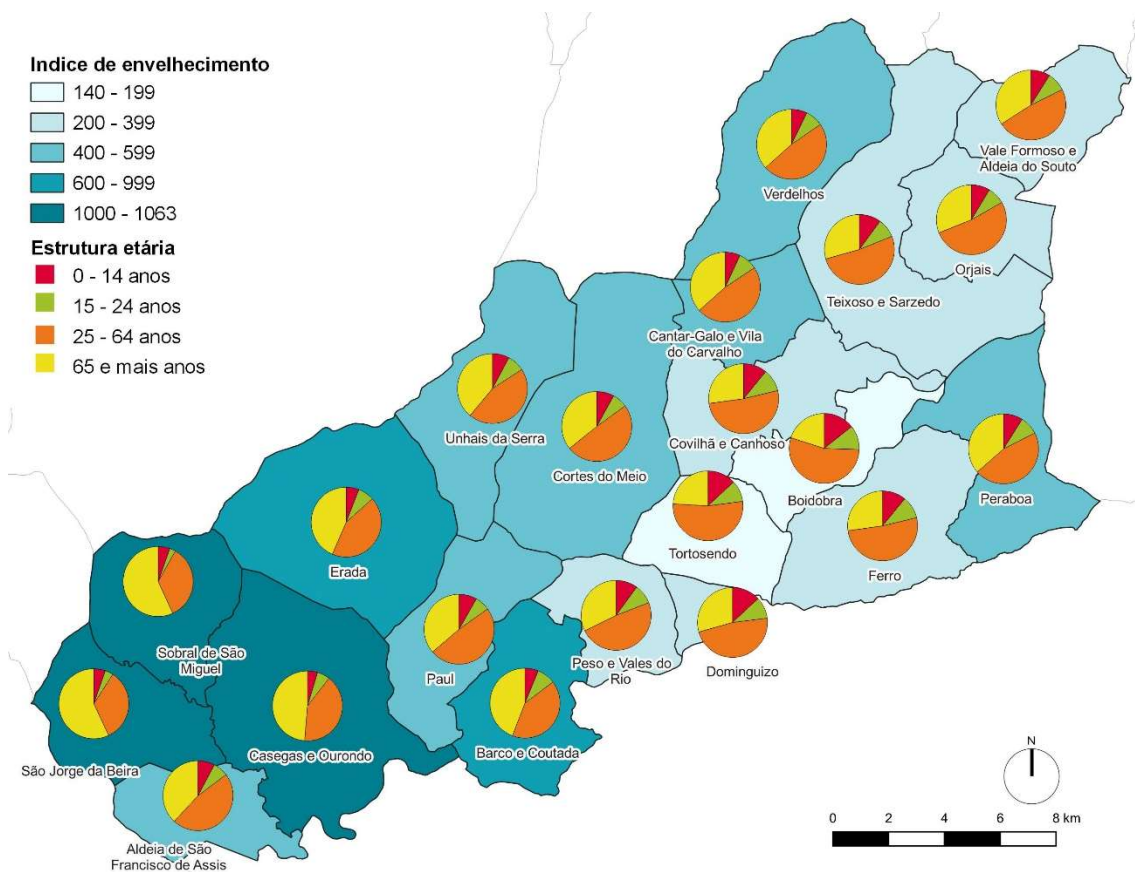 Indice de envelhecimento
140 - 199
200 - 399
400 - 599
600 - 999
1000 - 1063
Estrutura etária
0 - 14 anos
15 - 24 anos
25 - 64 anos
65 e mais anos
Vale Formoso e
Aldeia do Souto
Verdelhos
Orjais
Teixoso e Sarzedo
Cantar-Galo e Vila
do Carvalho
Unhais da Serra
Covilhã e Canhoso
Cortes do Meio
Boidobra
Peraboa
Tortosendo
Ferro
Erada
Sobral de São
Miguel
Paul
Peso e Vales do
Rio
Dominguizo
São Jorge da Beira
Casegas e Ourondo
Barco e Coutada
Aldeia de São
Francisco de Assis
N
0 2 4 6 8 km